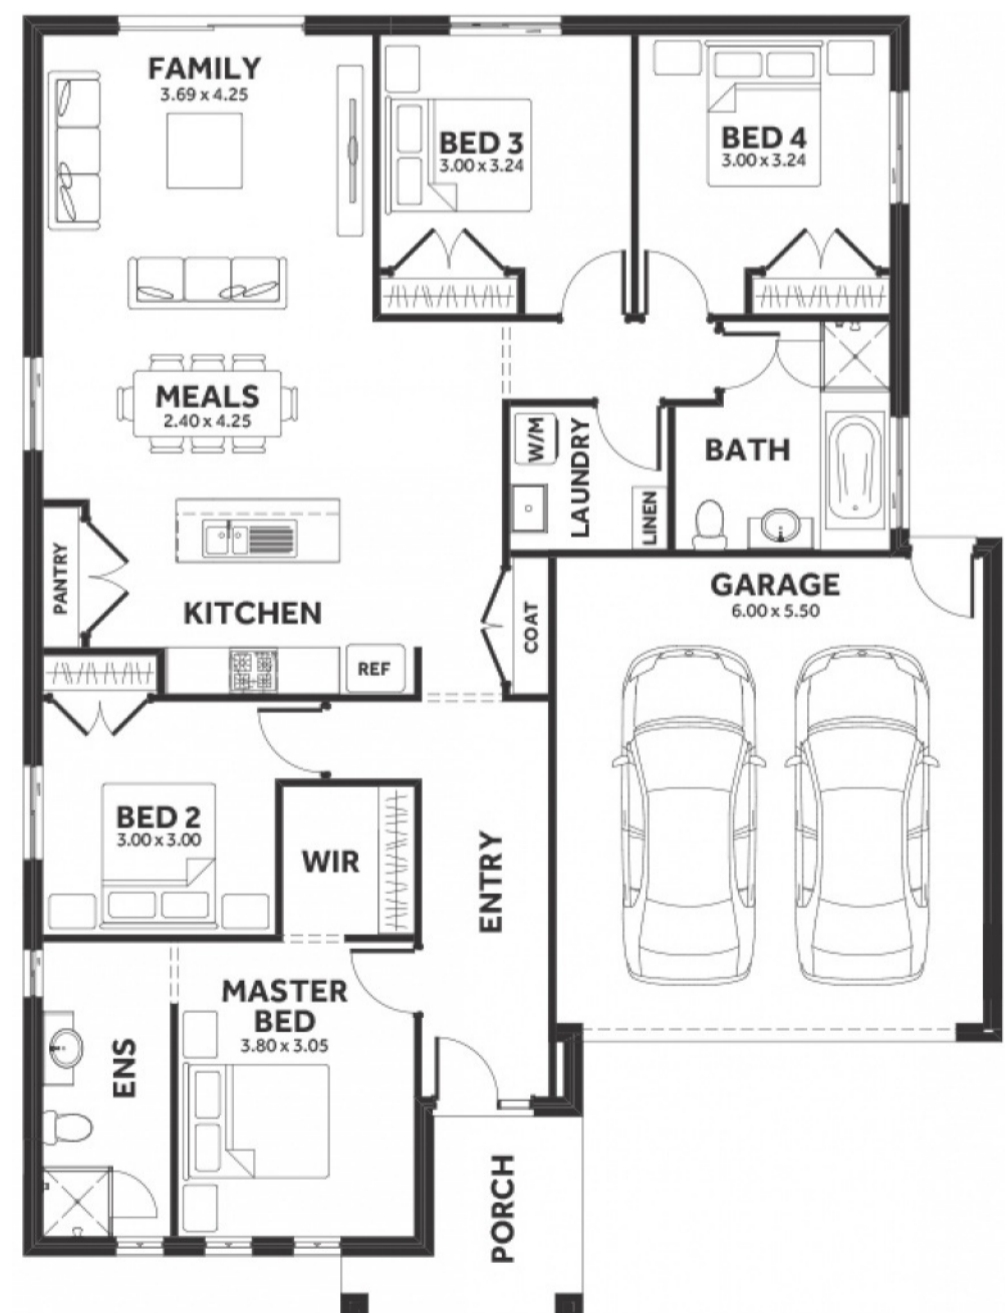 FAMILY
3.69 x 4.25
BED 3
3.00 x 3.24
BED 4
3.00 x 3.24
MEALS
2.40 x 4.25
W/M
LAUNDRY
LINEN
BATH
PANTRY
KITCHEN
REF
COAT
GARAGE
6.00 x 5.50
BED 2
3.00 x 3.00
WIR
ENTRY
MASTER
BED
3.80 x 3.05
ENS
PORCH